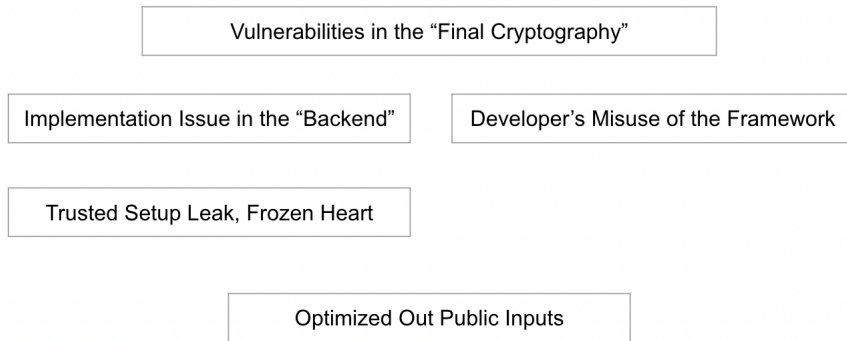 Vulnerabilities in the “Final Cryptography”
Implementation Issue in the “Backend”
Developer’s Misuse of the Framework
Trusted Setup Leak, Frozen Heart
Optimized Out Public Inputs